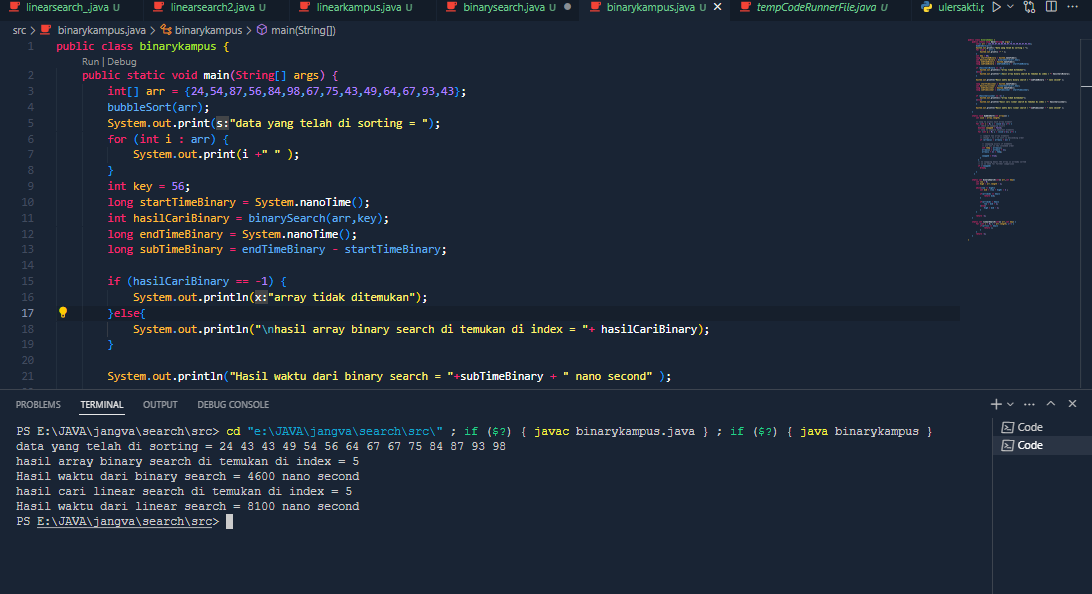 linearsearch_.java U linearsearch2.java U linearkampus.java U binarysearch.java U binarykampus.java U tempCodeRunnerFile.java U ulersakti.p
src > binarykampus.java > binarykampus > main(String[])
1 public class binarykampus {
Run | Debug
2 public static void main(String[] args) {
3 int[] arr = {24,54,87,56,84,98,67,75,43,49,64,67,93,43};
4 bubbleSort(arr);
5 System.out.print(s:"data yang telah di sorting = ");
6 for (int i : arr) {
7 System.out.print(i +" " );
8 }
9 int key = 56;
10 long startTimeBinary = System.nanoTime();
11 int hasilCariBinary = binarySearch(arr,key);
12 long endTimeBinary = System.nanoTime();
13 long subTimeBinary = endTimeBinary - startTimeBinary;
14
15 if (hasilCariBinary == -1) {
16 System.out.println(x:"array tidak ditemukan");
17 }else{
18 System.out.println("\nhasil array binary search di temukan di index = "+ hasilCariBinary);
19 }
20
21 System.out.println("Hasil waktu dari binary search = "+subTimeBinary + " nano second" );
PROBLEMS TERMINAL OUTPUT DEBUG CONSOLE
PS E:\JAVA\jangva\search\src> cd "e:\JAVA\jangva\search\src\" ; if ($?) { javac binarykampus.java } ; if ($?) { java binarykampus }
data yang telah di sorting = 24 43 43 49 54 56 64 67 67 75 84 87 93 98
hasil array binary search di temukan di index = 5
Hasil waktu dari binary search = 4600 nano second
hasil cari linear search di temukan di index = 5
Hasil waktu dari linear search = 8100 nano second
PS E:\JAVA\jangva\search\src>
Code
Code